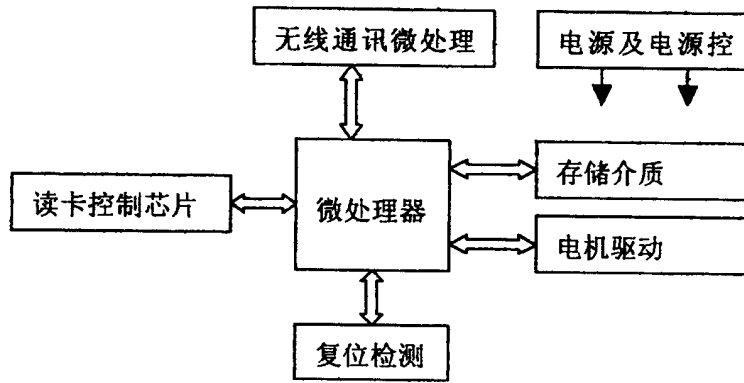 无线通讯微处理
电源及电源控
存储介质
读卡控制芯片
微处理器
电机驱动
复位检测